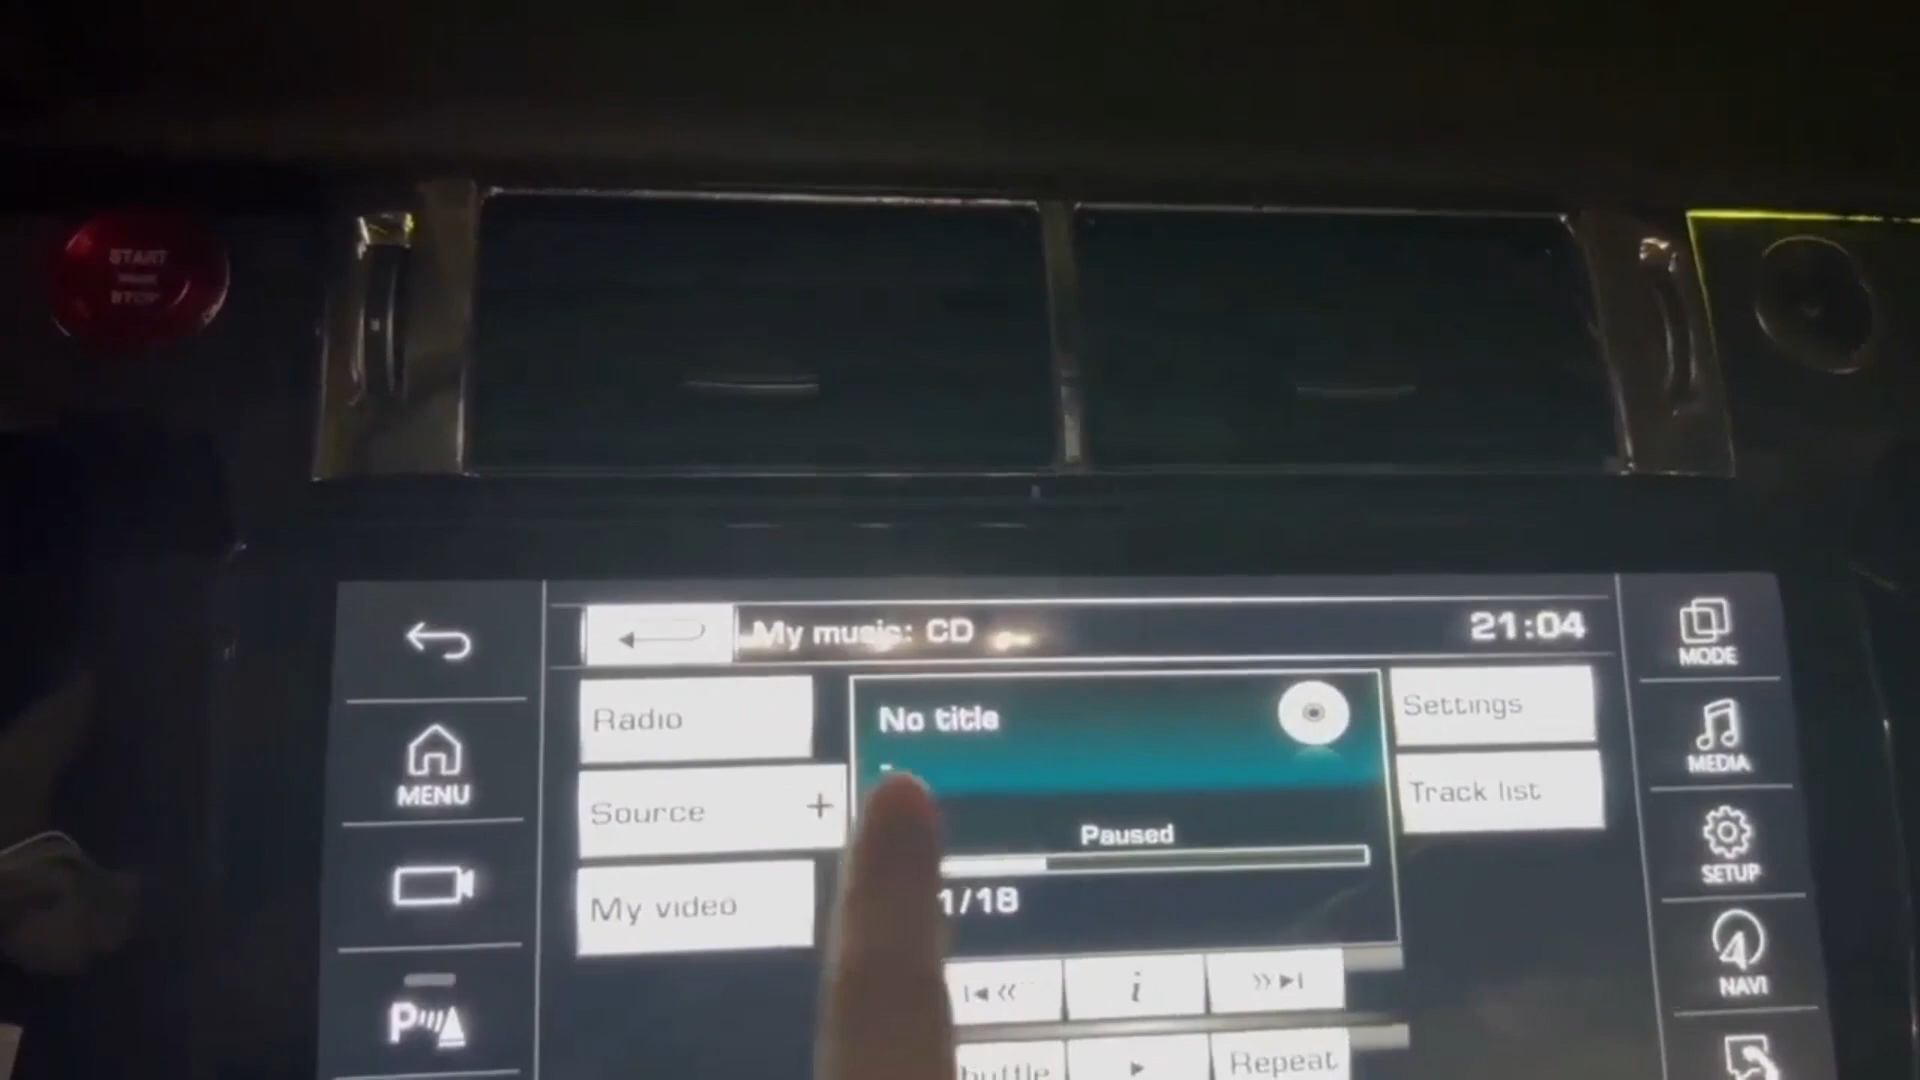 START
STOP
My music: CD
21:04
MENU
Radio
Source +
My video
No title
Paused
1/18
i
Repeat
Settings
Track list
MODE
MEDIA
SETUP
NAVI
P